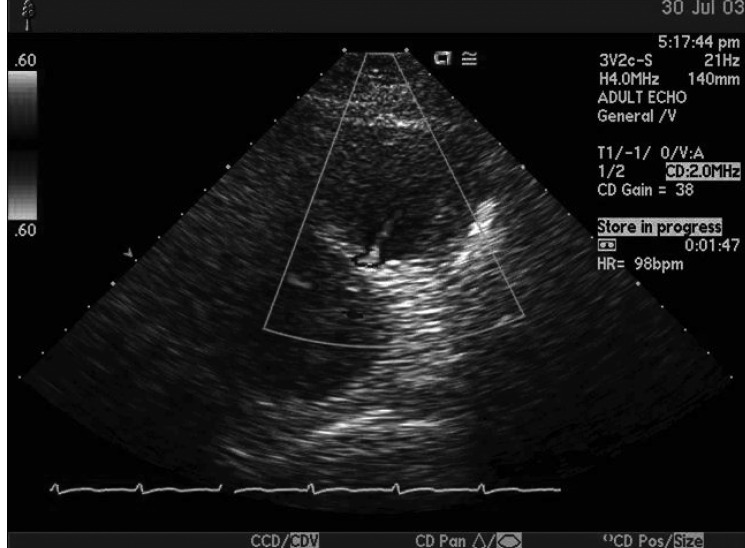 30 Jul 03
5:17:44 pm
3V2c-S 21Hz
H4.0MHz 140mm
ADULT ECHO
General /V
T1/-1/ 0/V:A
1/2 CD:2.0MHz
CD Gain = 38
Store in progress
0:01:47
HR= 98bpm
.60
.60
CCD/CDV CD Pan △/ CD Pos/Size